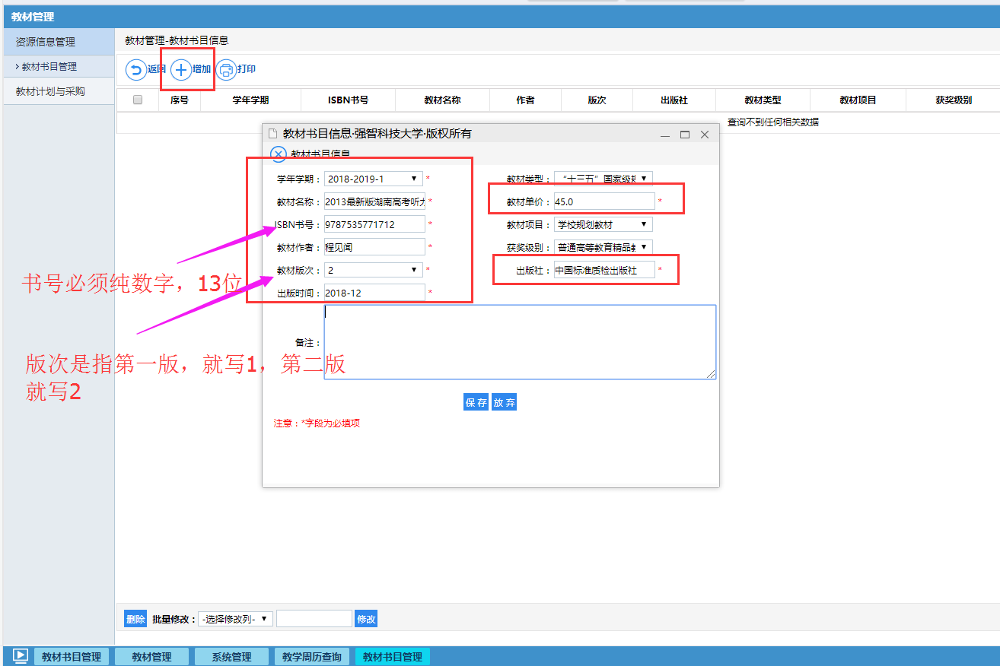 教材管理
资源信息管理
教材书目管理
教材计划与采购
教材管理-教材书目信息
返回 增加 打印
序号 学年学期 ISBN书号 教材名称 作者 版次 出版社 教材类型 教材项目 获奖级别
查询不到任何相关数据
教材书目信息·强智科技大学·版权所有
教材书目信息
学年学期： 2018-2019-1 * 教材类型： “十三五”国家级
教材名称： 2013最新版湖南高考听力 * 教材单价： 45.0 *
ISBN书号： 9787535771712 * 教材项目： 学校规划教材
教材作者： 程见闻 * 获奖级别： 普通高等教育精品教
教材版次： 2 * 出版社： 中国标准质检出版社 *
出版时间： 2018-12 *
备注：
书号必须纯数字，13位
版次是指第一版，就写1，第二版
就写2
保存 放弃
注意：*字段为必填项
删除 批量修改： -选择修改列- 修改
教材书目管理 教材管理 系统管理 教学周历查询 教材书目管理